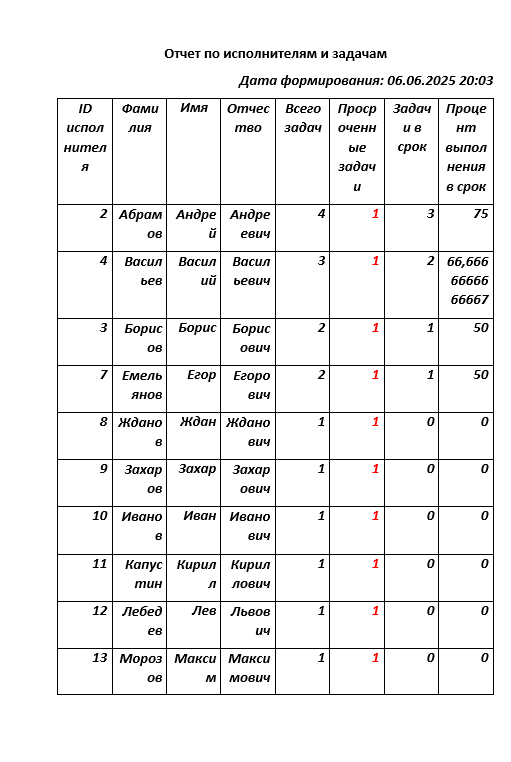 Отчет по исполнителям и задачам
Дата формирования: 06.06.2025 20:03
ID исполнителя Фамилия Имя Отчество Всего задач Просроченные задачи Задачи в срок Процент выполнения в срок
2 Абрамов Андрей Андреевич 4 1 3 75
4 Васильев Василий Васильевич 3 1 2 66,6666666666667
3 Борисов Борис Борисович 2 1 1 50
7 Емельянов Егор Егорович 2 1 1 50
8 Жданов Ждан Жданович 1 1 0 0
9 Захаров Захар Захарович 1 1 0 0
10 Иванов Иван Иванович 1 1 0 0
11 Капустин Кирилл Кириллович 1 1 0 0
12 Лебедев Лев Львович 1 1 0 0
13 Морозов Максим Максимович 1 1 0 0